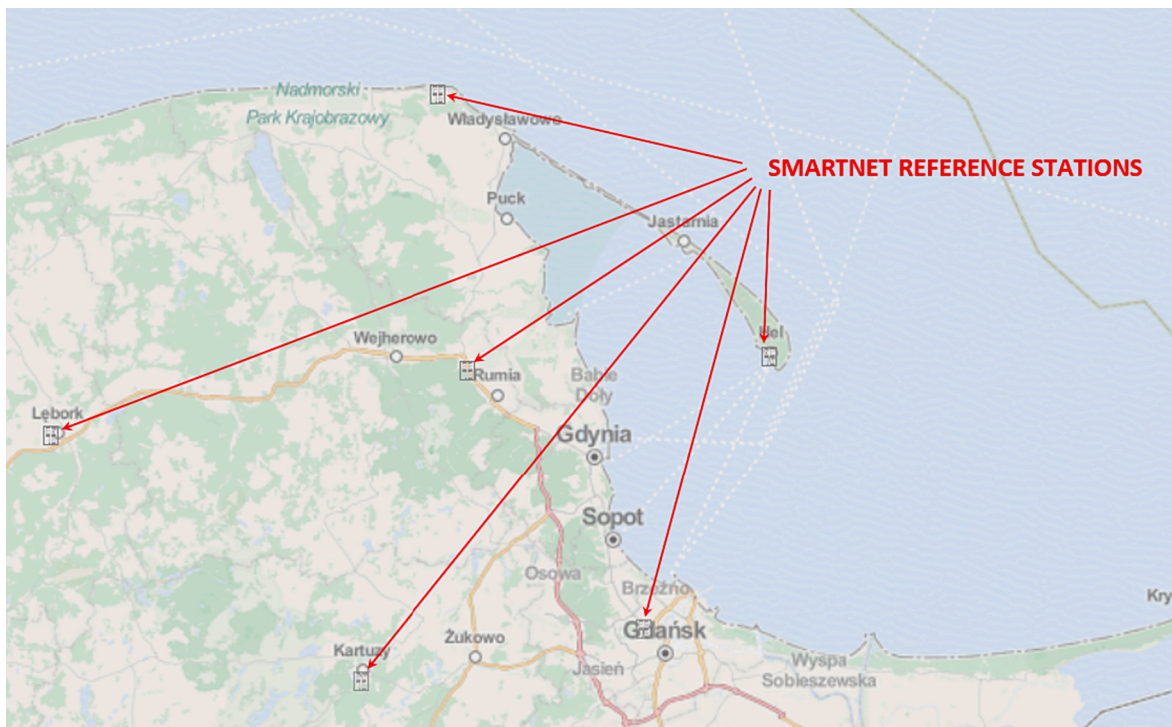 Nadmorski
Park Krajobrazowy
Władysławowo
SMARTNET REFERENCE STATIONS
Puck
Jastarnia
Hel
Wejherowo
Rumia
Babie
Doły
Lębork
Gdynia
Sopot
Osowa
Brzeźno
Kry
Gdańsk
Żukowo
Kartuzy
Jasień
Wyspa
Sobieszewska